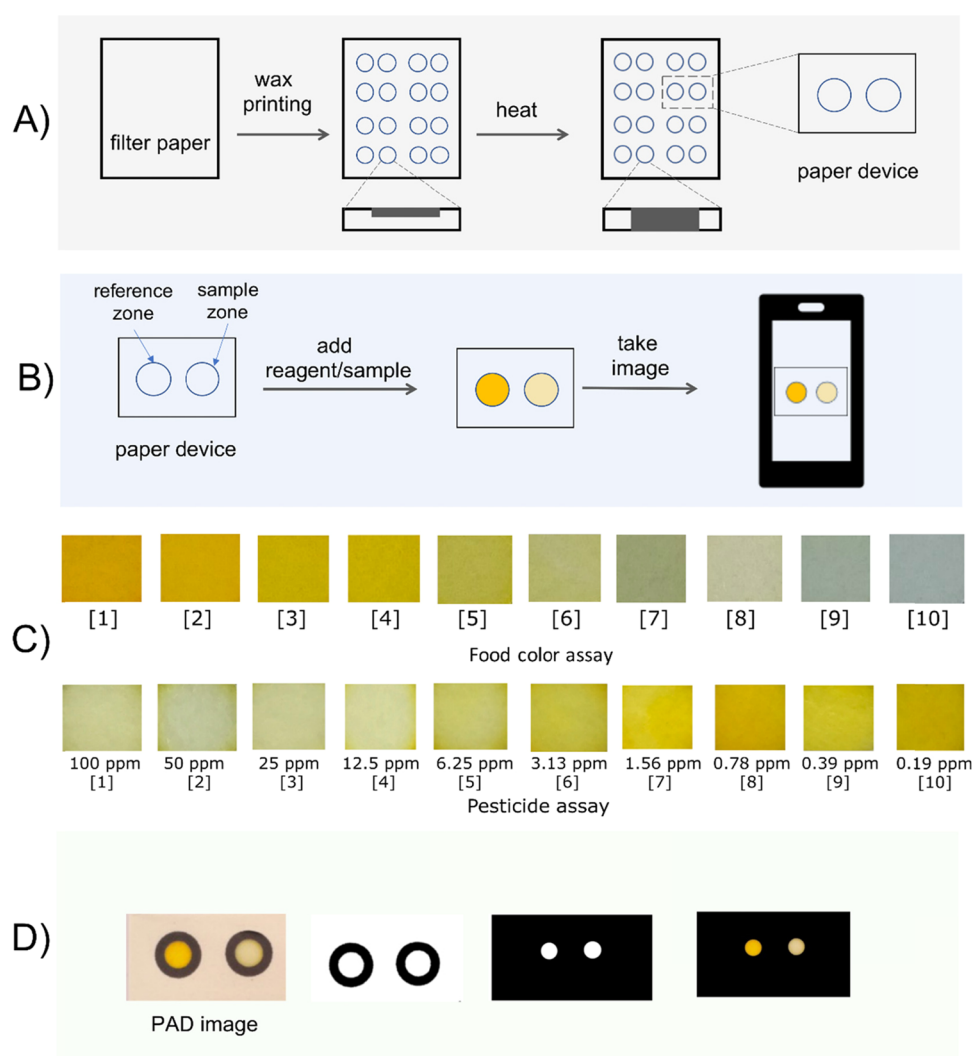 A)
filter paper
wax
printing
heat
paper device
B)
reference
zone
sample
zone
paper device
add
reagent/sample
take
image
C)
[1] [2] [3] [4] [5] [6] [7] [8] [9] [10]
Food color assay
100 ppm 50 ppm 25 ppm 12.5 ppm 6.25 ppm 3.13 ppm 1.56 ppm 0.78 ppm 0.39 ppm 0.19 ppm
[1] [2] [3] [4] [5] [6] [7] [8] [9] [10]
Pesticide assay
D)
PAD image